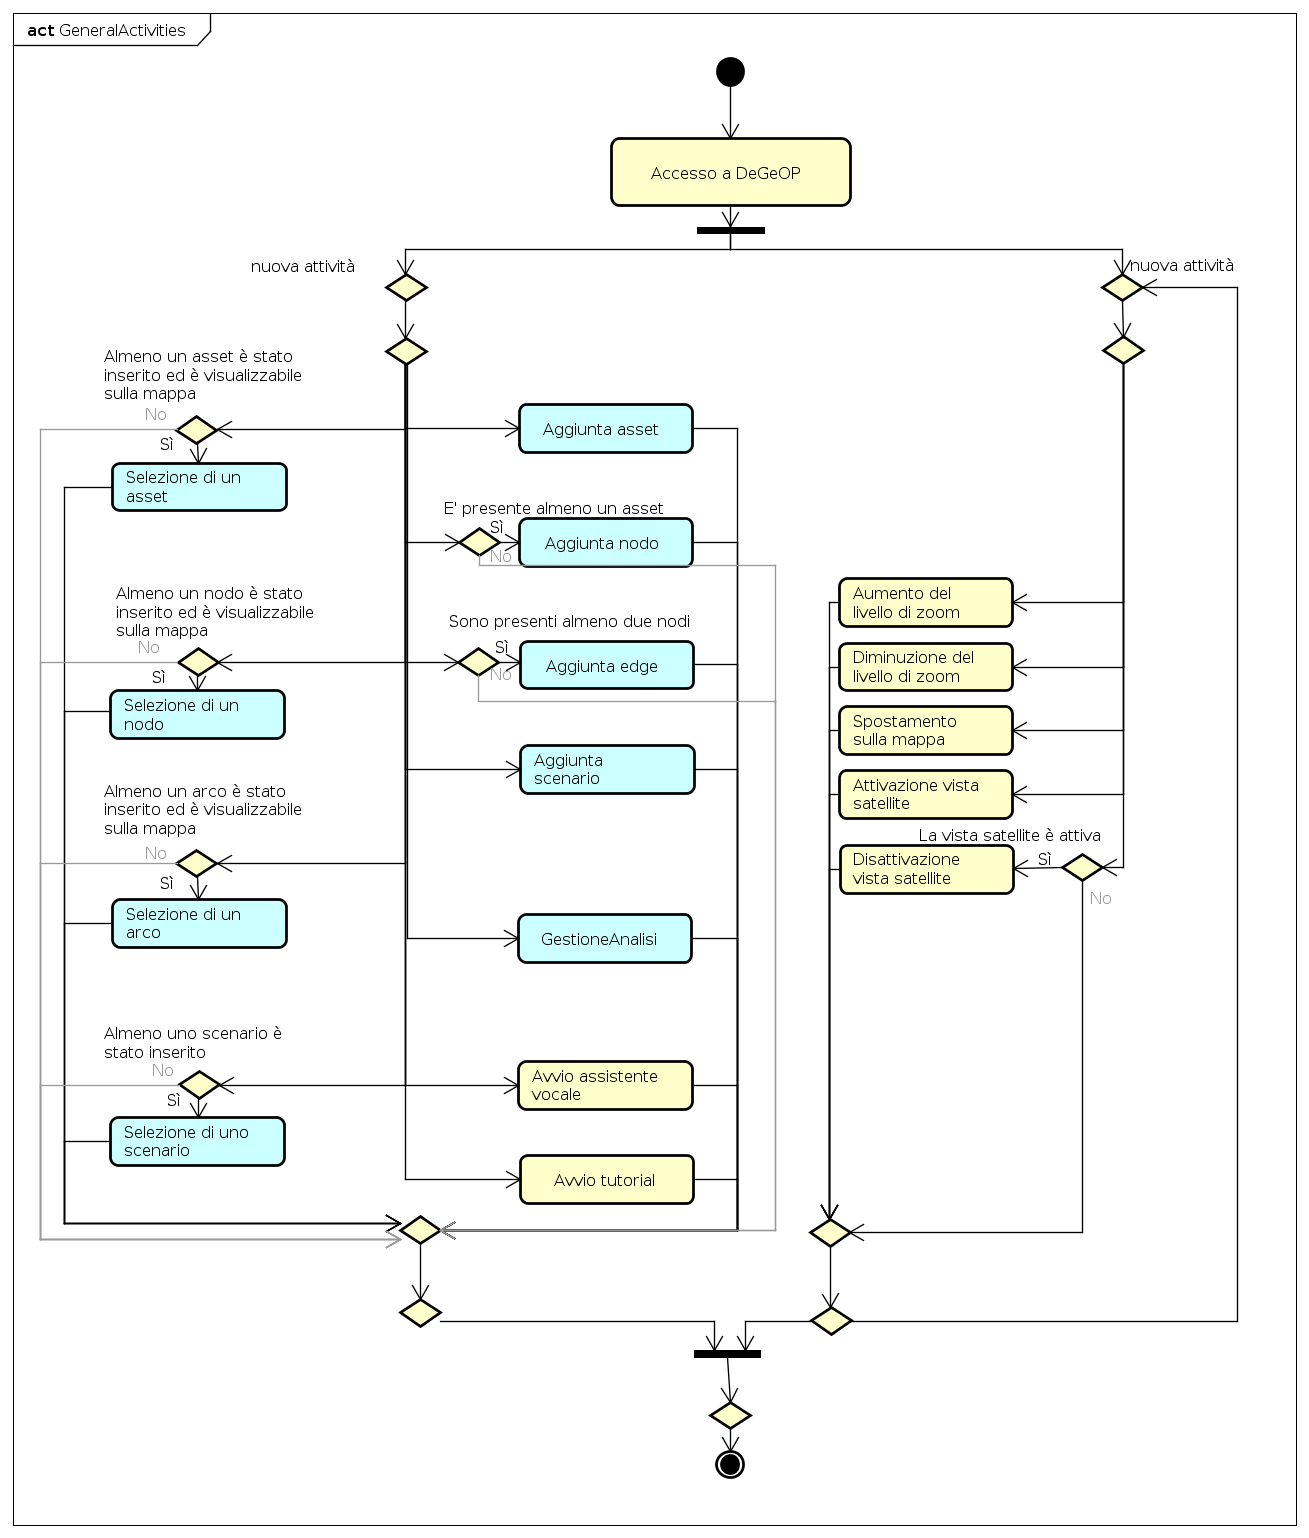 act GeneralActivities
Accesso a DeGeOP
nuova attività
nuova attività
Almeno un asset è stato
inserito ed è visualizzabile
sulla mappa
No
Sì
Selezione di un
asset
Aggiunta asset
E' presente almeno un asset
Sì
No
Aggiunta nodo
Almeno un nodo è stato
inserito ed è visualizzabile
sulla mappa
No
Sì
Selezione di un
nodo
Sono presenti almeno due nodi
Sì
No
Aggiunta edge
Aggiunta
scenario
Almeno un arco è stato
inserito ed è visualizzabile
sulla mappa
No
Sì
Selezione di un
arco
GestioneAnalisi
Almeno uno scenario è
stato inserito
No
Sì
Selezione di uno
scenario
Avvio assistente
vocale
Avvio tutorial
Aumento del
livello di zoom
Diminuzione del
livello di zoom
Spostamento
sulla mappa
Attivazione vista
satellite
La vista satellite è attiva
Sì
No
Disattivazione
vista satellite